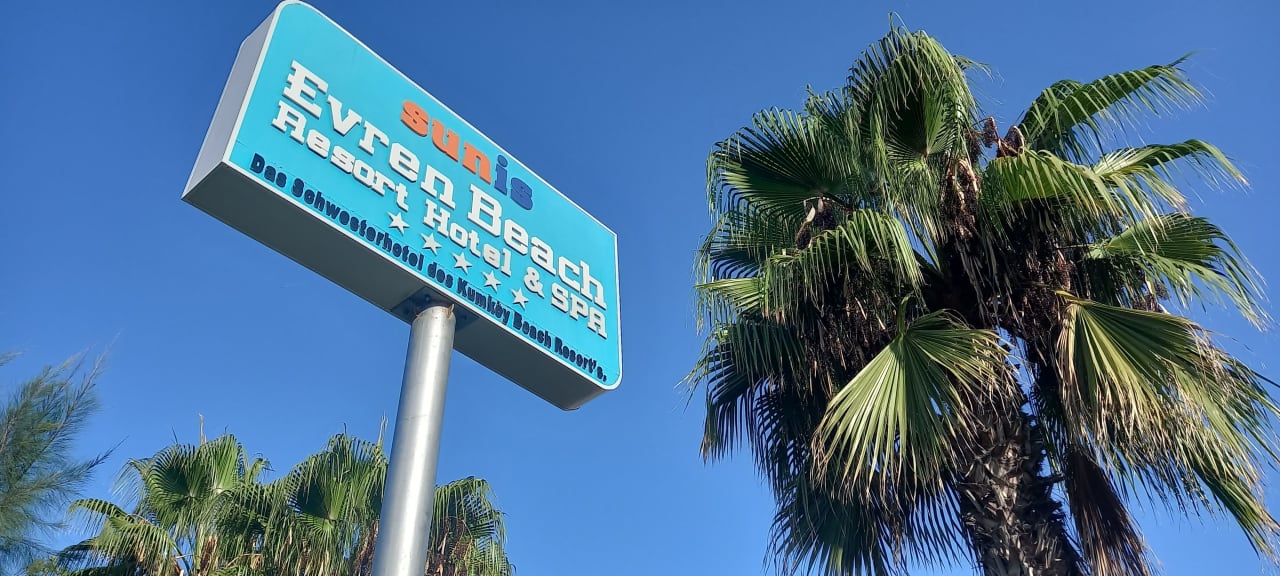 sunis
Evren Beach
Resort Hotel & SPA
Das Schwesterhotel des Kumköy Beach Resort's.